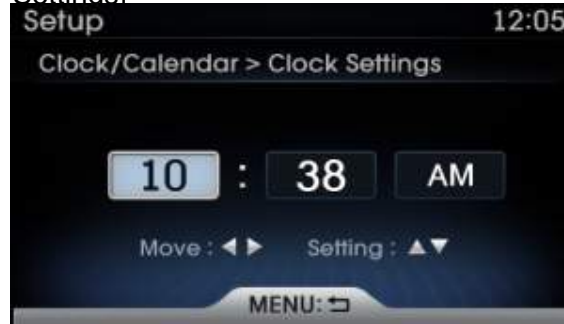 Setup 12:05
Clock/Calendar > Clock Settings
10 : 38 AM
Move : ◀ ▶ Setting : ▲▼
MENU: ⮌